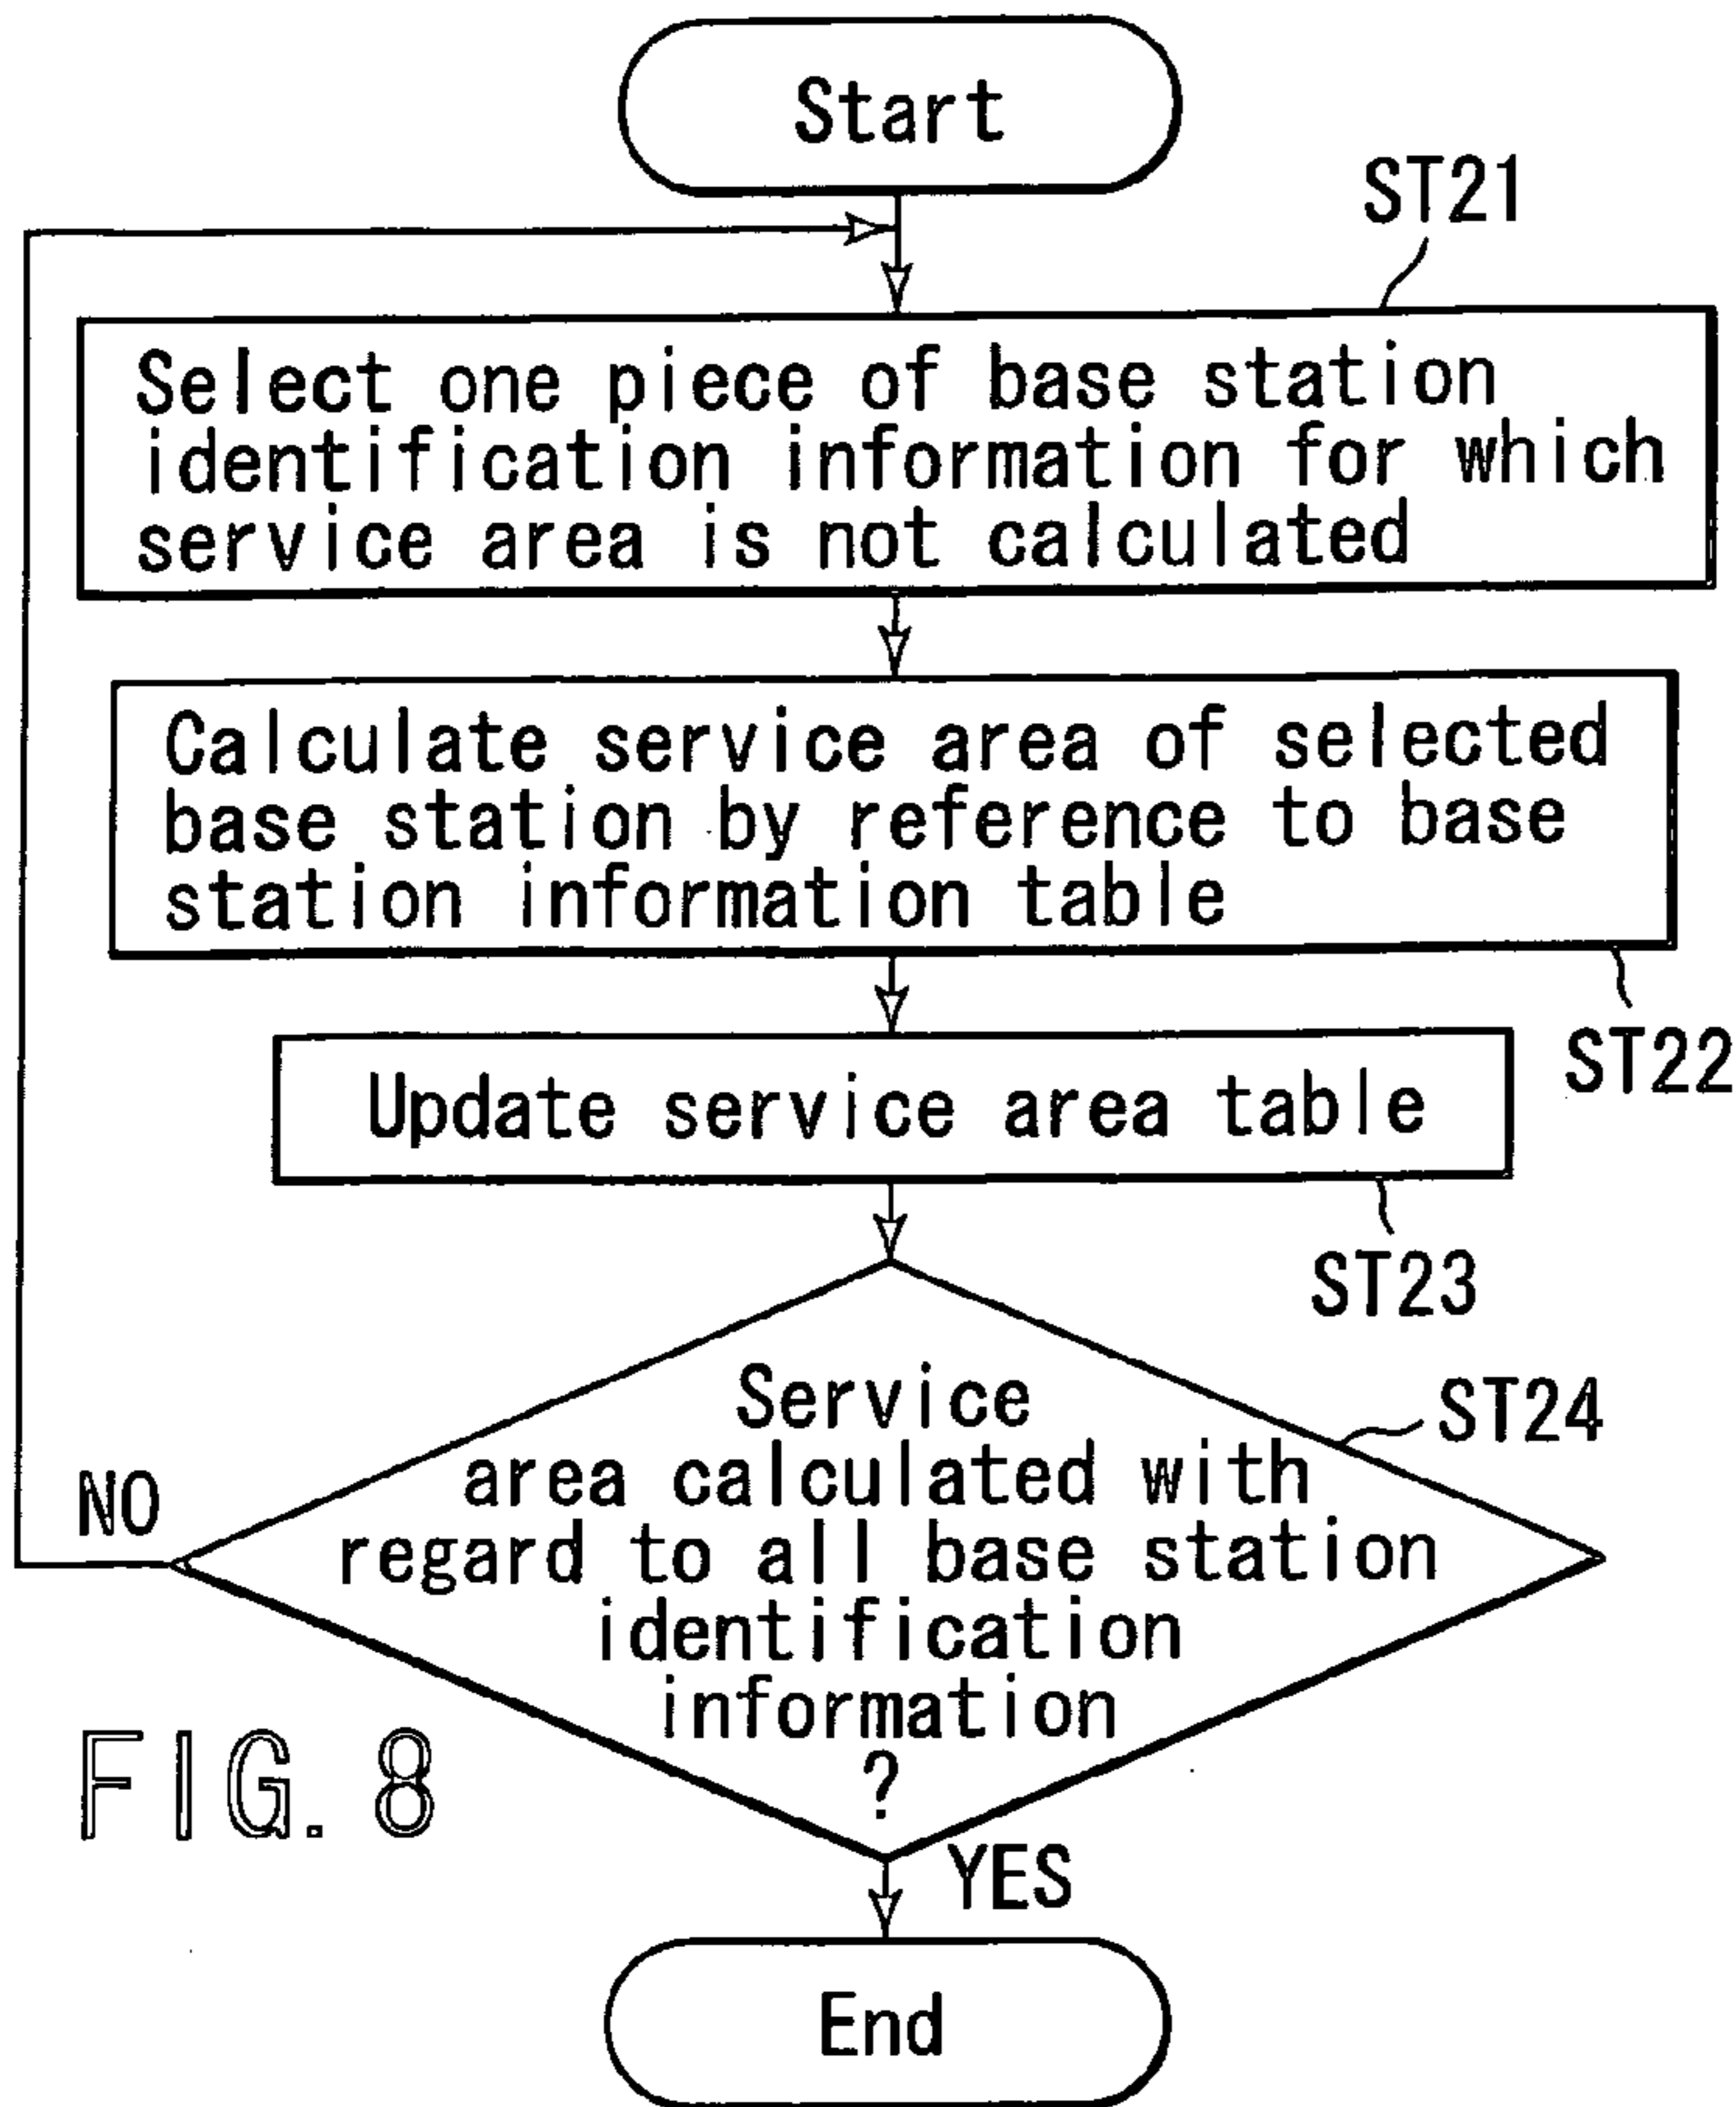 Start
ST21
Select one piece of base station
identification information for which
service area is not calculated
Calculate service area of selected
base station by reference to base
station information table
ST22
Update service area table
ST23
Service
area calculated with
regard to all base station
identification
information
?
ST24
NO
YES
End
FIG. 8